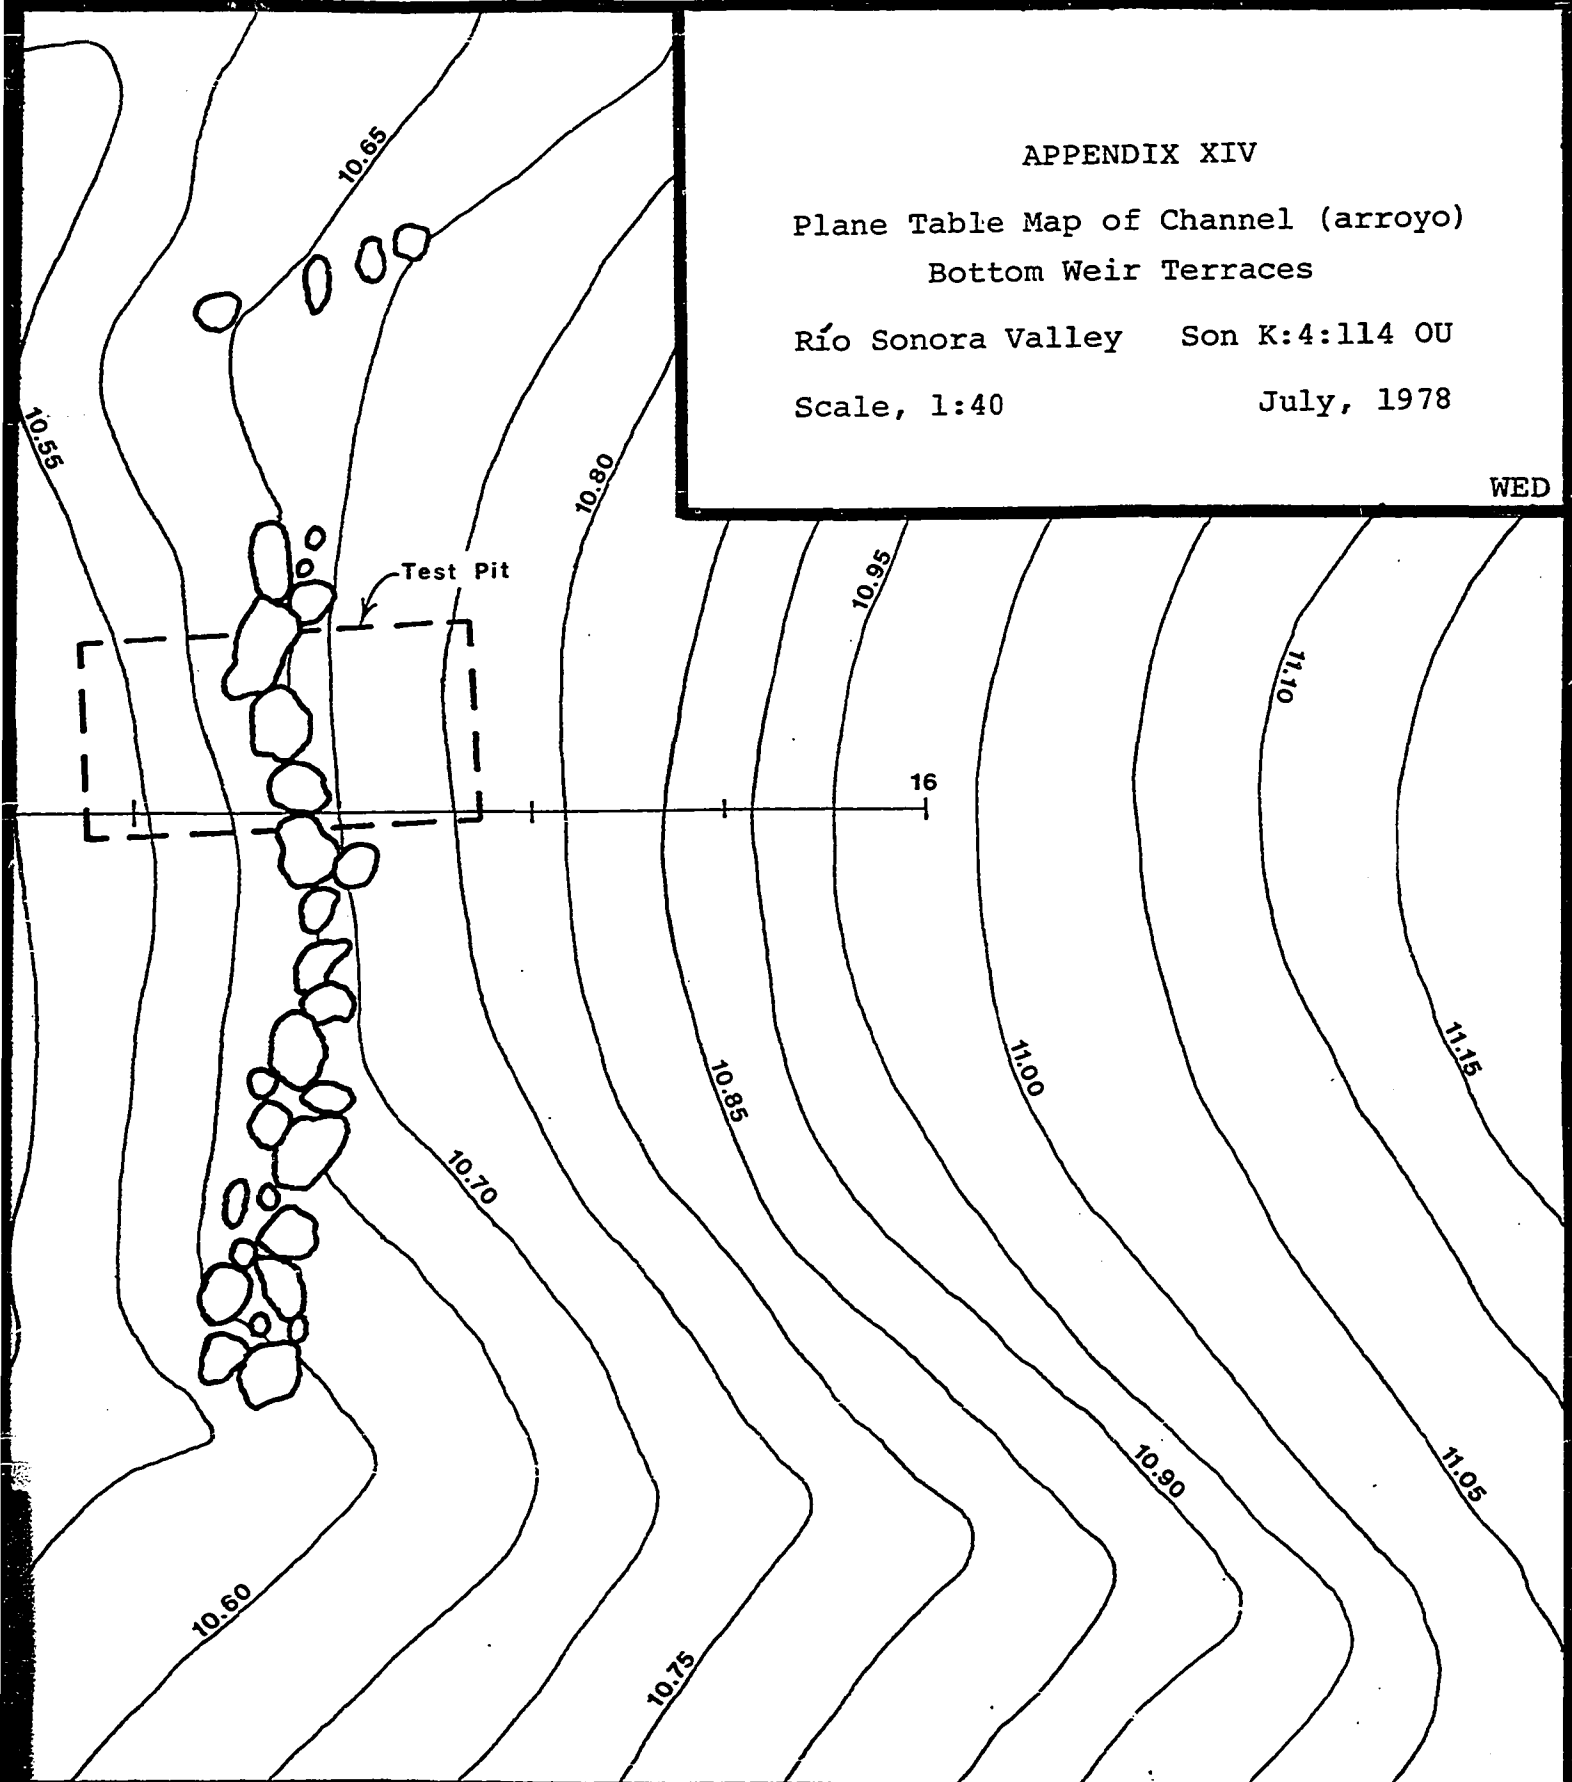 APPENDIX XIV
Plane Table Map of Channel (arroyo)
Bottom Weir Terraces
Río Sonora Valley Son K:4:114 OU
Scale, 1:40 July, 1978
WED
10.65
10.55
10.80
Test Pit
10.95
11.10
16
11.00
11.15
10.85
10.70
10.90
11.05
10.60
10.75